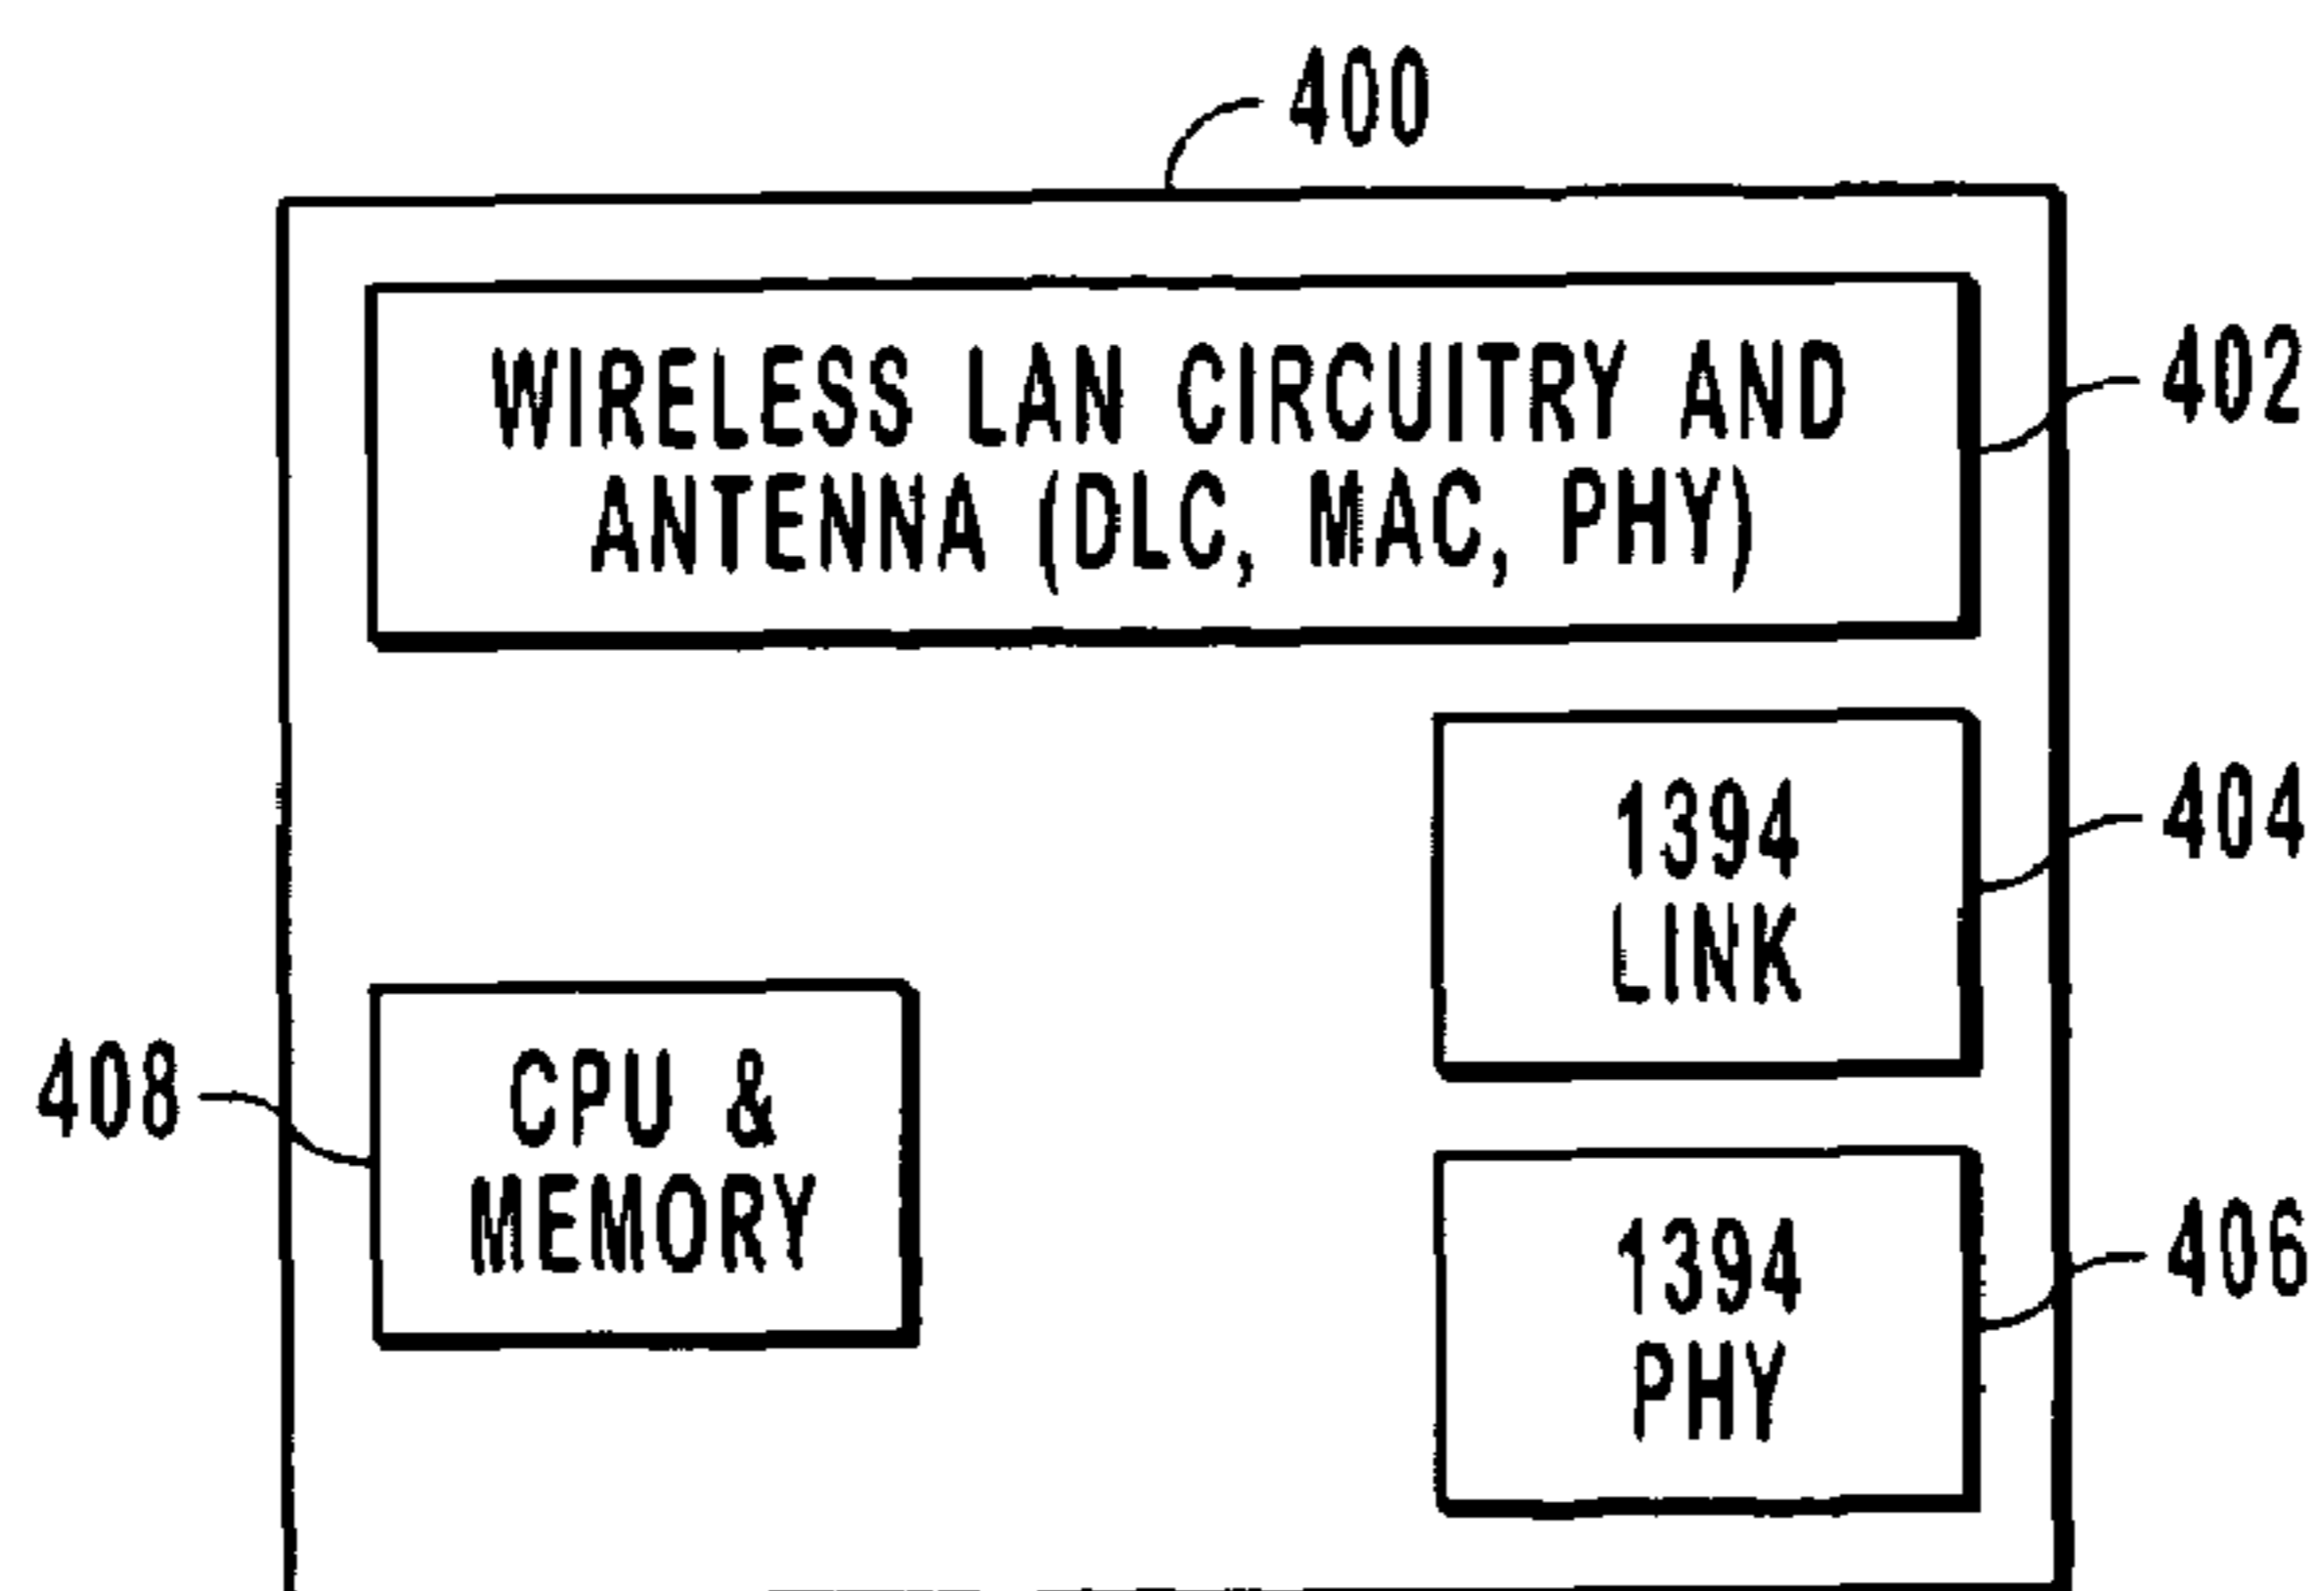 400
WIRELESS LAN CIRCUITRY AND
ANTENNA (DLC, MAC, PHY)
402
1394
LINK
404
408
CPU &
MEMORY
1394
PHY
406